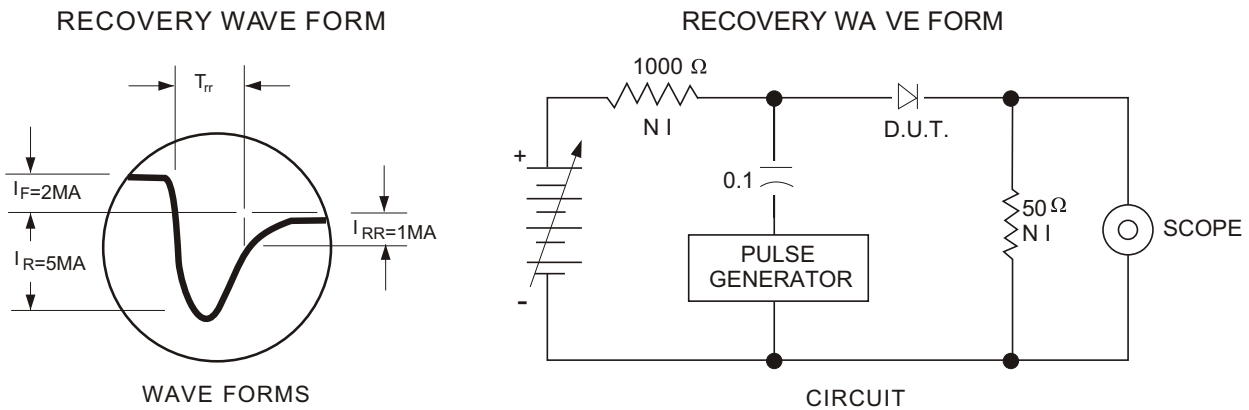 RECOVERY WAVE FORM
Trr
IF=2MA
IRR=1MA
IR=5MA
WAVE FORMS
RECOVERY WA VE FORM
1000 Ω
N I
D.U.T.
+
0.1
50Ω
N I
SCOPE
PULSE
GENERATOR
-
CIRCUIT